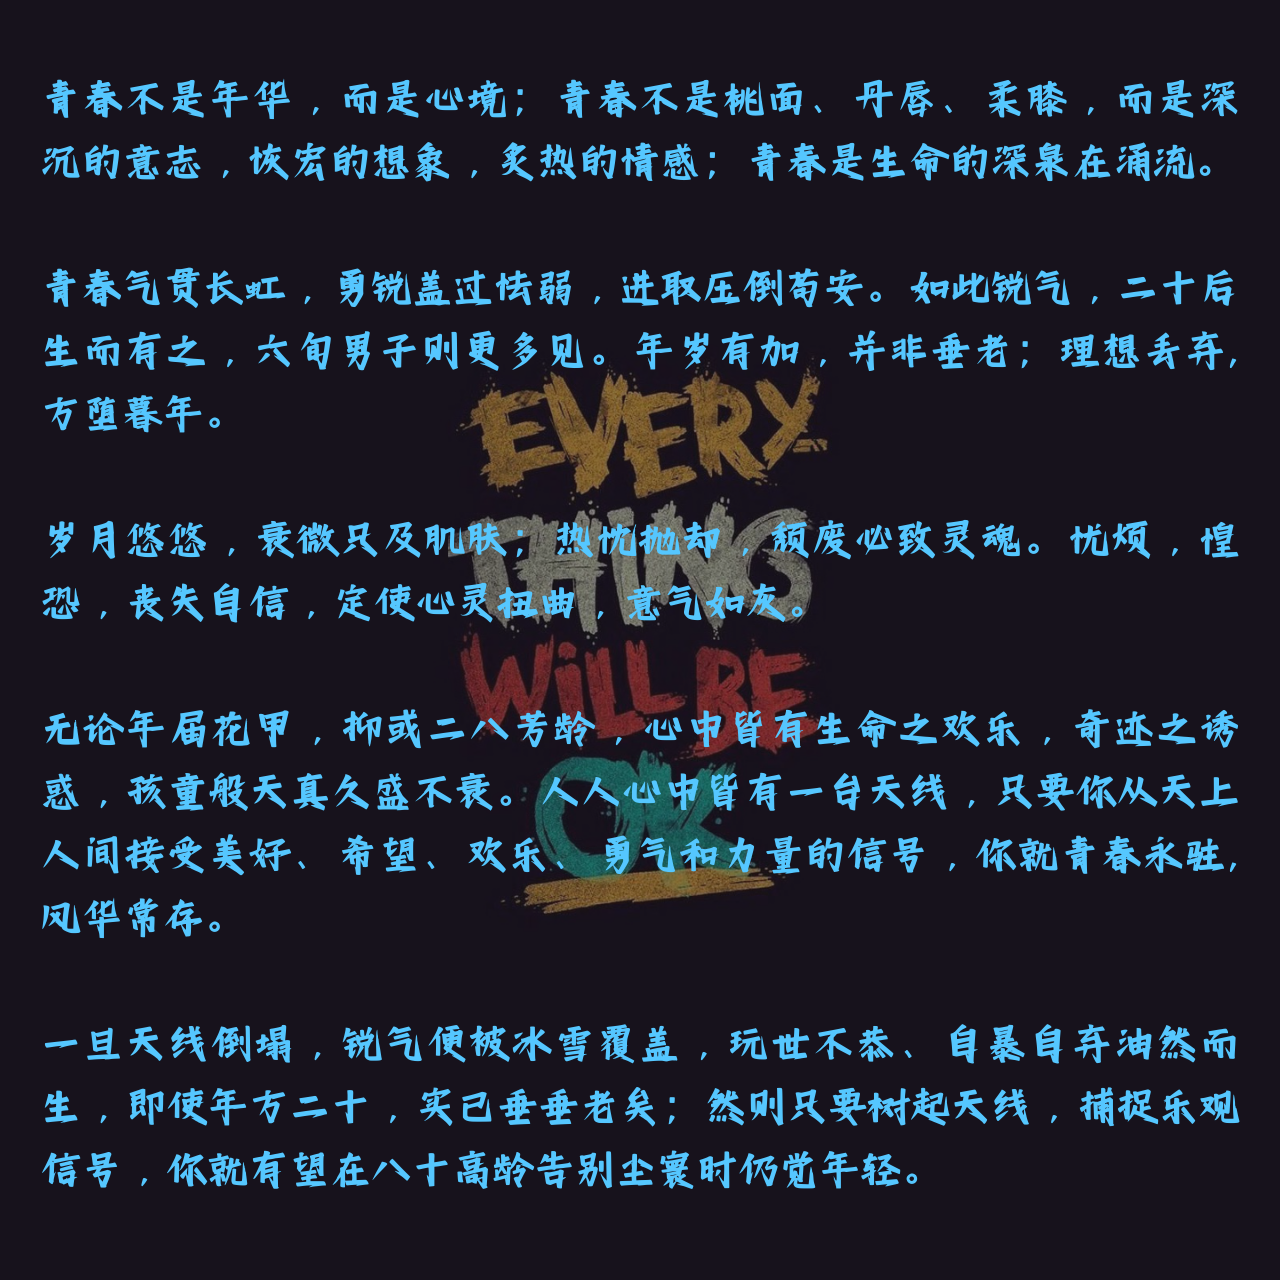 青春不是年华，而是心境；青春不是桃面、丹唇、柔膝，而是深
沉的意志，恢宏的想象，炙热的情感；青春是生命的深泉在涌流。
青春气贯长虹，勇锐盖过怯弱，进取压倒苟安。如此锐气，二十后
生而有之，六旬男子则更多见。年岁有加，并非垂老；理想丢弃，
方堕暮年。
岁月悠悠，衰微只及肌肤；热忱抛却，颓废必致灵魂。忧烦，惶
恐，丧失自信，定使心灵扭曲，意气如灰。
无论年届花甲，抑或二八芳龄，心中皆有生命之欢乐，奇迹之诱
惑，孩童般天真久盛不衰。人人心中皆有一台天线，只要你从天上
人间接受美好、希望、欢乐、勇气和力量的信号，你就青春永驻，
风华常存。
一旦天线倒塌，锐气便被冰雪覆盖，玩世不恭、自暴自弃油然而
生，即使年方二十，实已垂垂老矣；然则只要树起天线，捕捉乐观
信号，你就有望在八十高龄告别尘寰时仍觉年轻。
EVERY
THING
WILL BE
OK